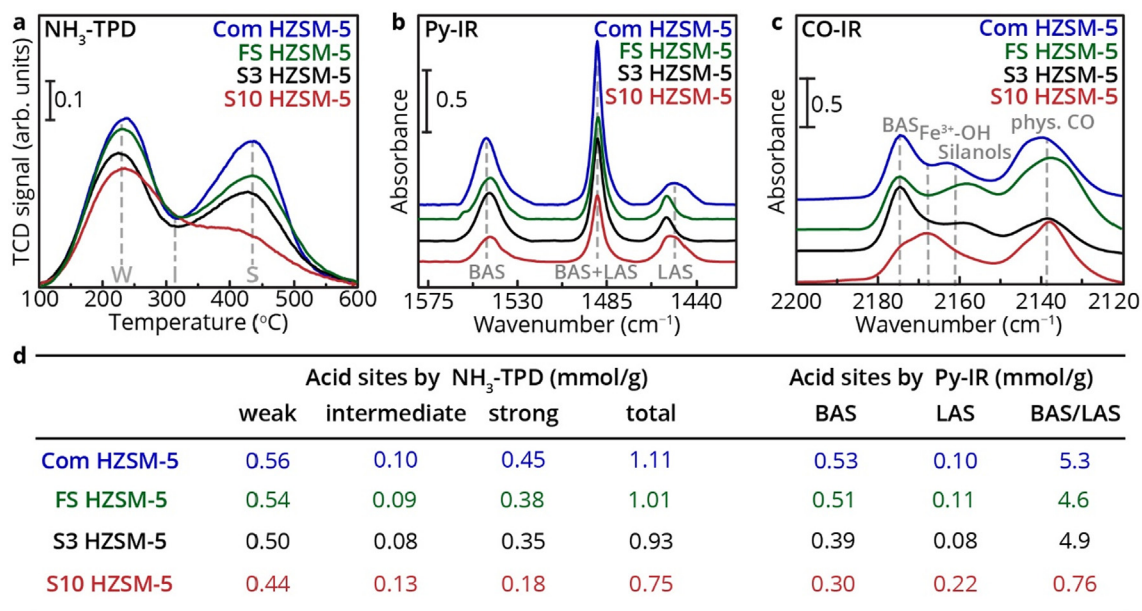 a NH3-TPD
Com HZSM-5
FS HZSM-5
S3 HZSM-5
S10 HZSM-5
0.1
TCD signal (arb. units)
W I S
100 200 300 400 500 600
Temperature (°C)
b Py-IR
Com HZSM-5
FS HZSM-5
S3 HZSM-5
S10 HZSM-5
0.5
Absorbance
BAS BAS+LAS LAS
1575 1530 1485 1440
Wavenumber (cm⁻¹)
c CO-IR
Com HZSM-5
FS HZSM-5
S3 HZSM-5
S10 HZSM-5
0.5
Absorbance
BAS Fe³⁺-OH phys. CO
Silanols
2200 2180 2160 2140 2120
Wavenumber (cm⁻¹)
d
Acid sites by NH3-TPD (mmol/g) Acid sites by Py-IR (mmol/g)
weak intermediate strong total BAS LAS BAS/LAS
Com HZSM-5 0.56 0.10 0.45 1.11 0.53 0.10 5.3
FS HZSM-5 0.54 0.09 0.38 1.01 0.51 0.11 4.6
S3 HZSM-5 0.50 0.08 0.35 0.93 0.39 0.08 4.9
S10 HZSM-5 0.44 0.13 0.18 0.75 0.30 0.22 0.76